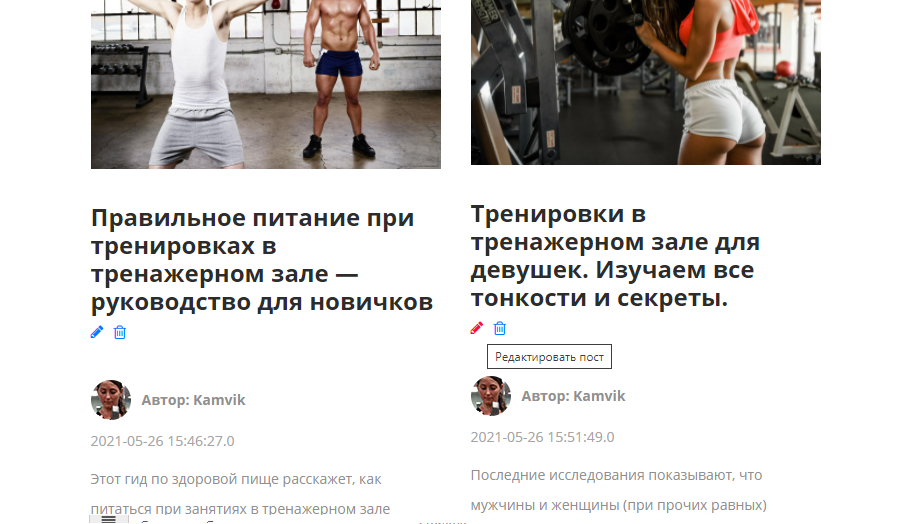 Правильное питание при
тренировках в
тренажерном зале —
руководство для новичков
Автор: Kamvik
2021-05-26 15:46:27.0
Этот гид по здоровой пище расскажет, как
питаться при занятиях в тренажерном зале
Тренировки в
тренажерном зале для
девушек. Изучаем все
тонкости и секреты.
Редактировать пост
Автор: Kamvik
2021-05-26 15:51:49.0
Последние исследования показывают, что
мужчины и женщины (при прочих равных)